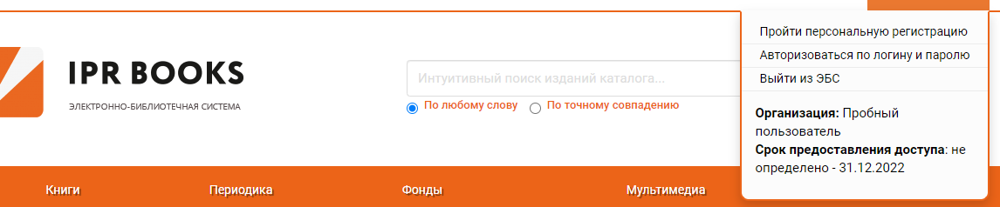 Пройти персональную регистрацию
Авторизоваться по логину и паролю
Выйти из ЭБС
Организация: Пробный
пользователь
Срок предоставления доступа: не
определено - 31.12.2022
IPR BOOKS
ЭЛЕКТРОННО-БИБЛИОТЕЧНАЯ СИСТЕМА
Интуитивный поиск изданий каталога...
По любому слову По точному совпадению
Книги Периодика Фонды Мультимедиа